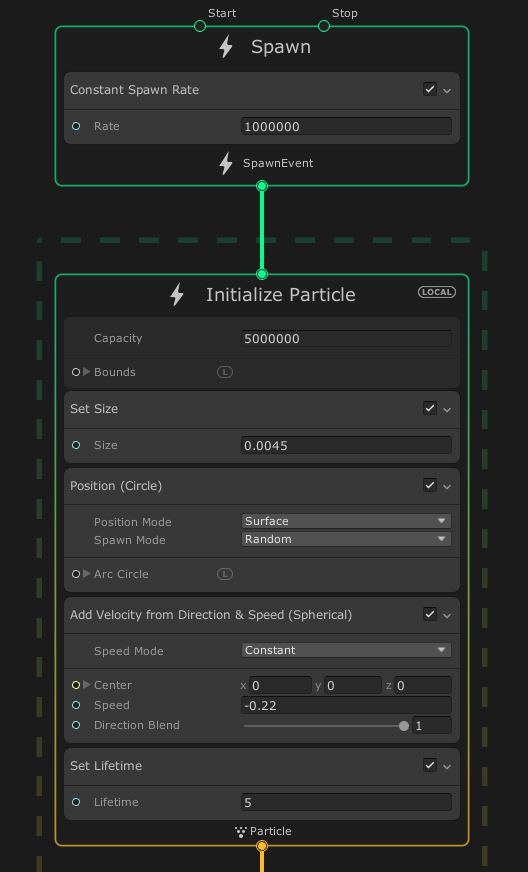 Start Stop
Spawn
Constant Spawn Rate
Rate 1000000
SpawnEvent
Initialize Particle LOCAL
Capacity 5000000
Bounds L
Set Size
Size 0.0045
Position (Circle)
Position Mode Surface
Spawn Mode Random
Arc Circle L
Add Velocity from Direction & Speed (Spherical)
Speed Mode Constant
Center x 0 y 0 z 0
Speed -0.22
Direction Blend 1
Set Lifetime
Lifetime 5
Particle